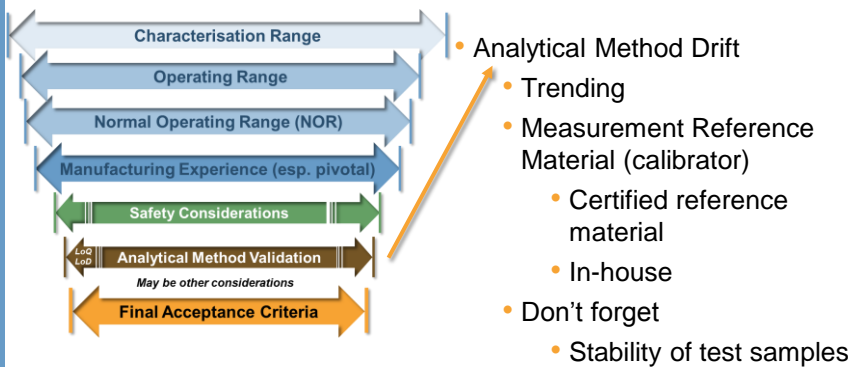 Characterisation Range
Operating Range
Normal Operating Range (NOR)
Manufacturing Experience (esp. pivotal)
Safety Considerations
LoQ
LoD
Analytical Method Validation
May be other considerations
Final Acceptance Criteria
• Analytical Method Drift
• Trending
• Measurement Reference
Material (calibrator)
• Certified reference
material
• In-house
• Don’t forget
• Stability of test samples